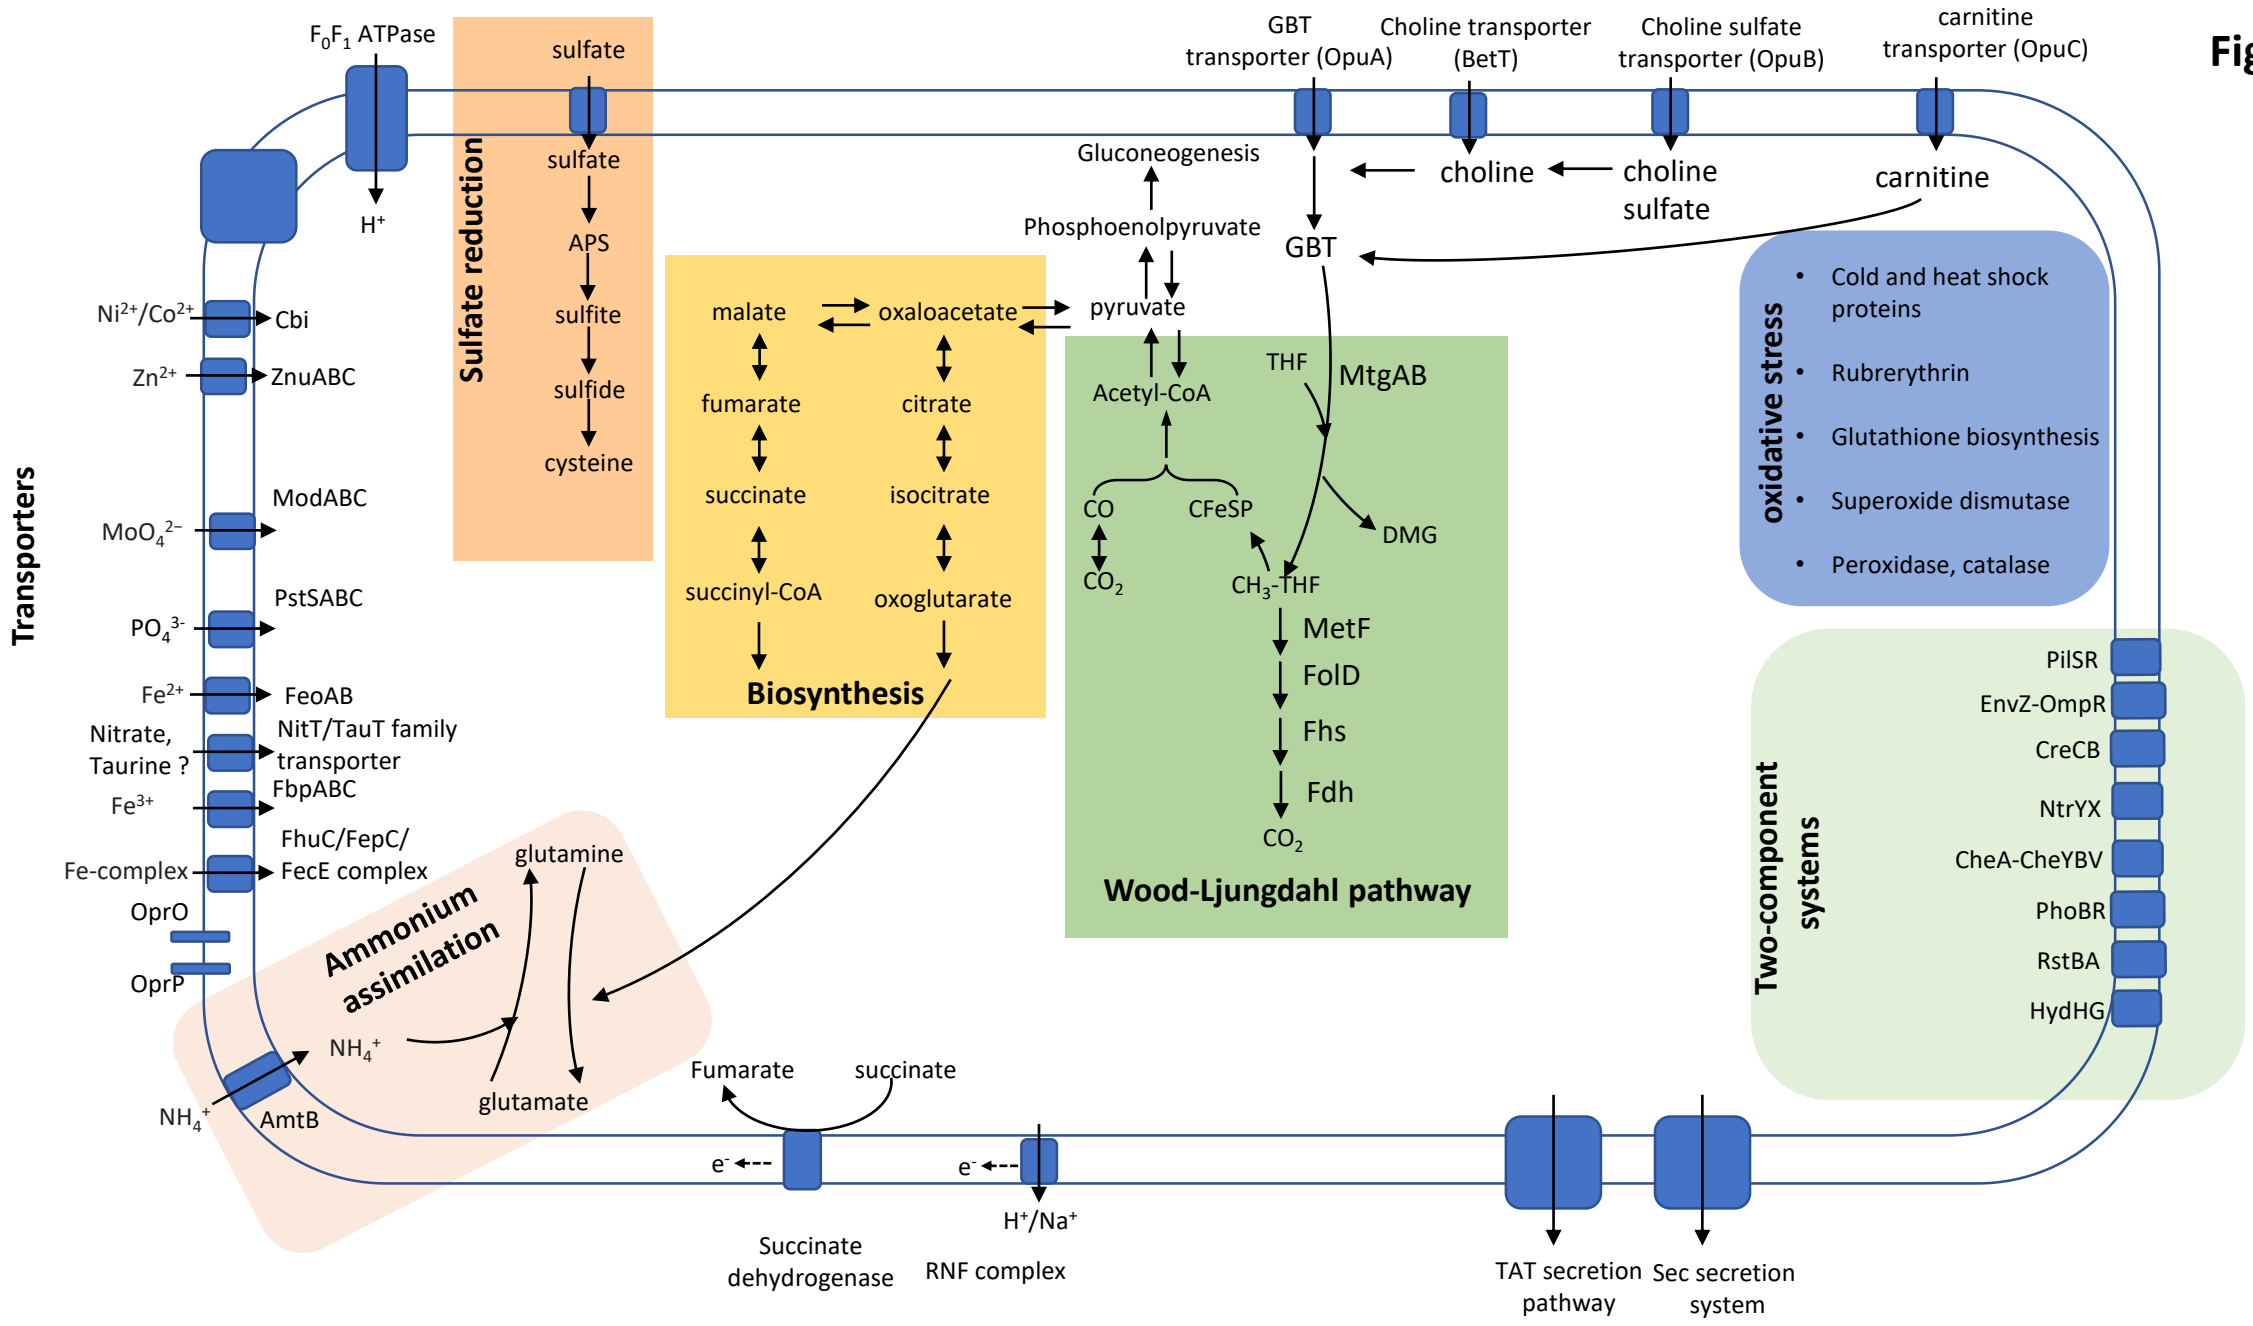 F₀F₁ ATPase
H⁺
Sulfate reduction
sulfate
sulfate
APS
sulfite
sulfide
cysteine
GBT
transporter (OpuA)
Choline transporter
(BetT)
Choline sulfate
transporter (OpuB)
carnitine
transporter (OpuC)
Fig
Gluconeogenesis
Phosphoenolpyruvate
pyruvate
choline
choline
sulfate
carnitine
GBT
Transporters
Ni²⁺/Co²⁺
Cbi
Zn²⁺
ZnuABC
MoO₄²⁻
ModABC
PO₄³⁻
PstSABC
Fe²⁺
FeoAB
Nitrate,
Taurine ?
NitT/TauT family
transporter
Fe³⁺
FbpABC
Fe-complex
FhuC/FepC/
FecE complex
OprO
OprP
malate
oxaloacetate
fumarate
citrate
succinate
isocitrate
succinyl-CoA
oxoglutarate
Biosynthesis
Acetyl-CoA
THF
MtgAB
CO
CFeSP
DMG
CO₂
CH₃-THF
MetF
FolD
Fhs
Fdh
CO₂
Wood-Ljungdahl pathway
oxidative stress
• Cold and heat shock
proteins
• Rubrerythrin
• Glutathione biosynthesis
• Superoxide dismutase
• Peroxidase, catalase
Two-component
systems
PilSR
EnvZ-OmpR
CreCB
NtrYX
CheA-CheYBV
PhoBR
RstBA
HydHG
Ammonium
assimilation
glutamine
NH₄⁺
glutamate
NH₄⁺
AmtB
Fumarate
succinate
e⁻
e⁻
H⁺/Na⁺
Succinate
dehydrogenase
RNF complex
TAT secretion
pathway
Sec secretion
system